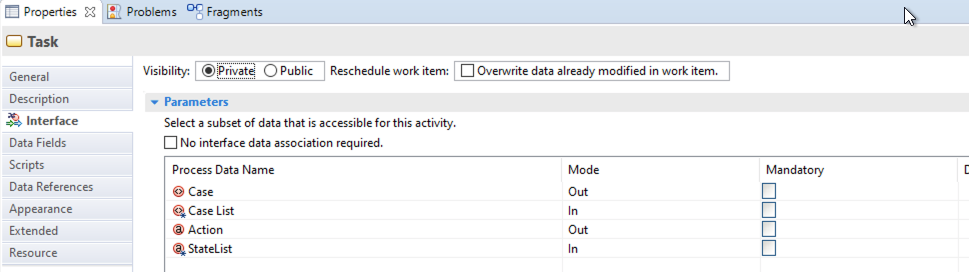 Properties Problems Fragments
Task
General
Description
Interface
Data Fields
Scripts
Data References
Appearance
Extended
Resource
Visibility: Private Public Reschedule work item: Overwrite data already modified in work item.
Parameters
Select a subset of data that is accessible for this activity.
No interface data association required.
Process Data Name Mode Mandatory D
Case Out
Case List In
Action Out
StateList In